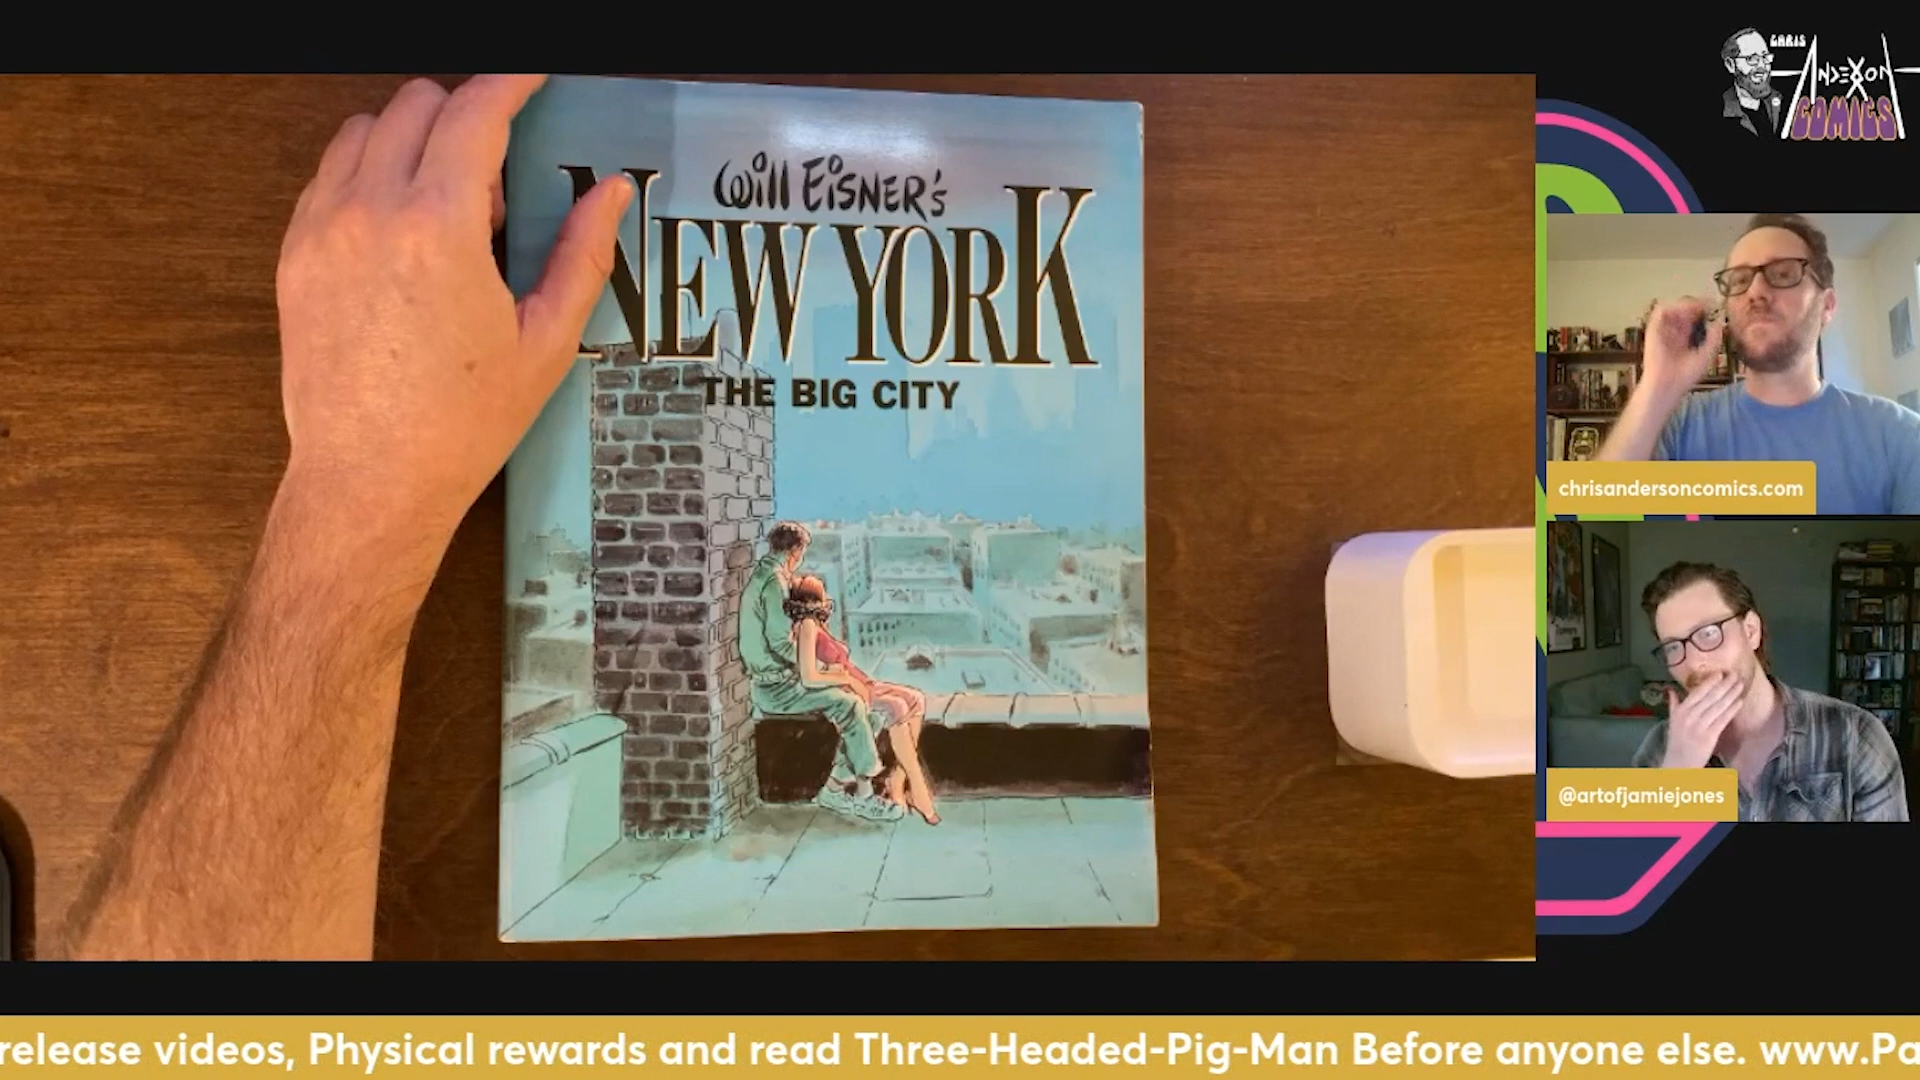 CHRIS
ANDERSON
COMICS
Will EiSNER's
NEW YORK
THE BIG CITY
chrisandersoncomics.com
@artofjamiejones
release videos, Physical rewards and read Three-Headed-Pig-Man Before anyone else. www.Pa